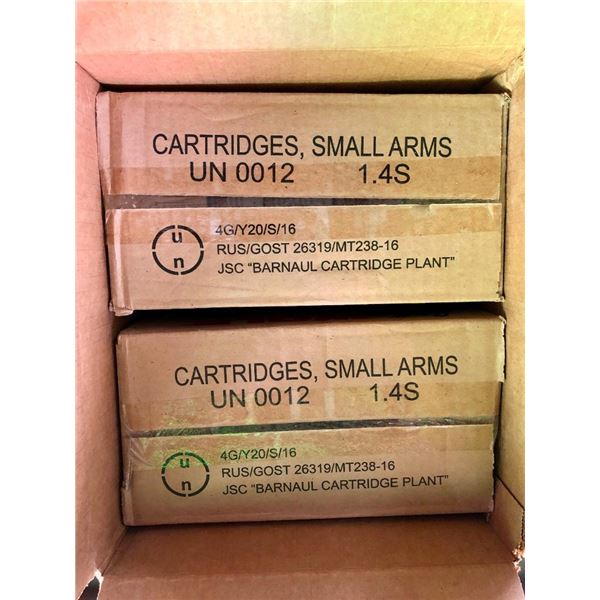 CARTRIDGES, SMALL ARMS
UN 0012 1.4S
un
4G/Y20/S/16
RUS/GOST 26319/MT238-16
JSC "BARNAUL CARTRIDGE PLANT"
CARTRIDGES, SMALL ARMS
UN 0012 1.4S
un
4G/Y20/S/16
RUS/GOST 26319/MT238-16
JSC "BARNAUL CARTRIDGE PLANT"